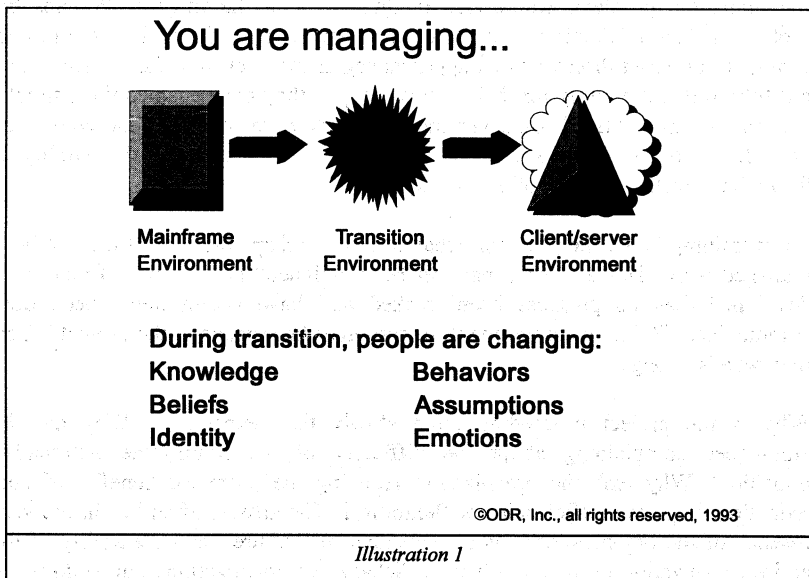 You are managing...
Mainframe Environment
Transition Environment
Client/server Environment
During transition, people are changing:
Knowledge Behaviors
Beliefs Assumptions
Identity Emotions
©ODR, Inc., all rights reserved, 1993
Illustration 1